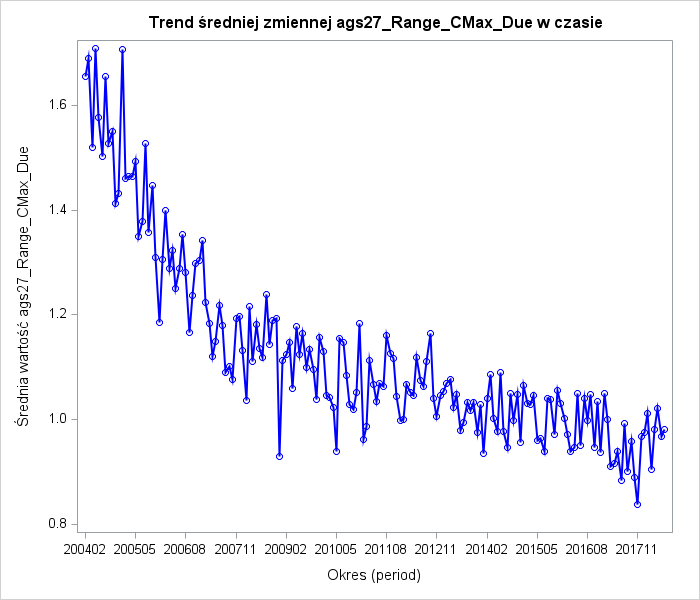 Trend średniej zmiennej ags27_Range_CMax_Due w czasie
Średnia wartość ags27_Range_CMax_Due
1.6
1.4
1.2
1.0
0.8
200402 200505 200608 200711 200902 201005 201108 201211 201402 201505 201608 201711
Okres (period)